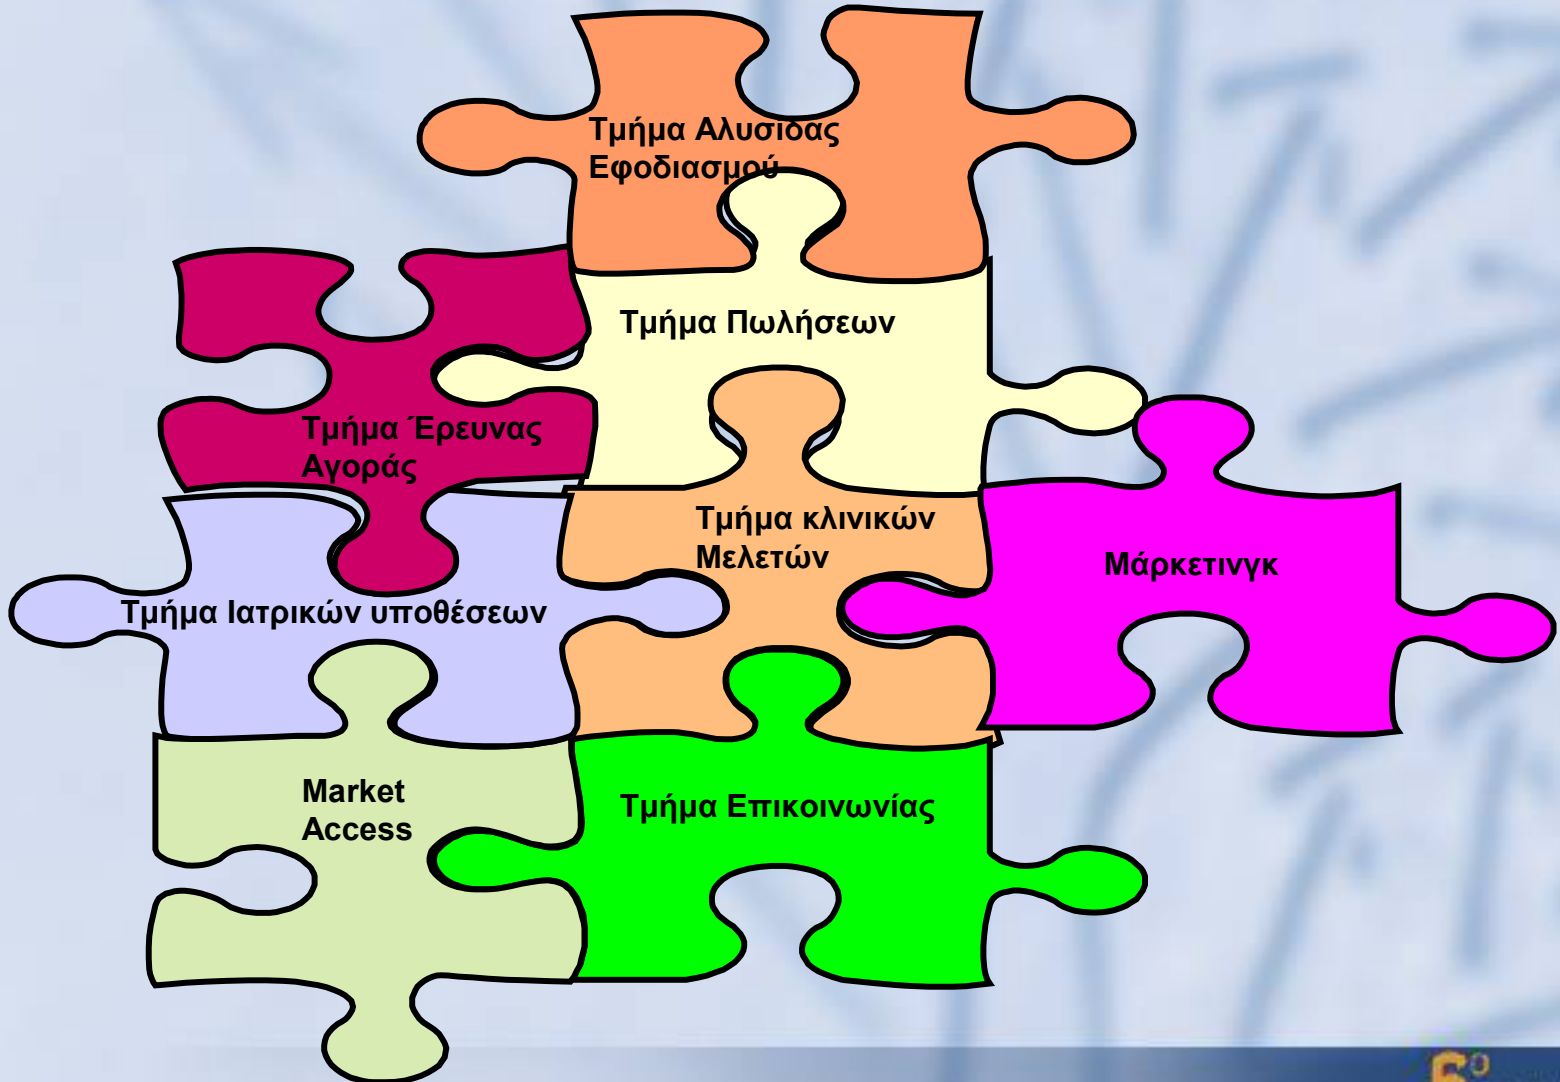 Τμήμα Αλυσίδας
Εφοδιασμού
Τμήμα Πωλήσεων
Τμήμα Έρευνας
Αγοράς
Τμήμα κλινικών
Μελετών
Μάρκετινγκ
Τμήμα Ιατρικών υποθέσεων
Market
Access
Τμήμα Επικοινωνίας
6ο